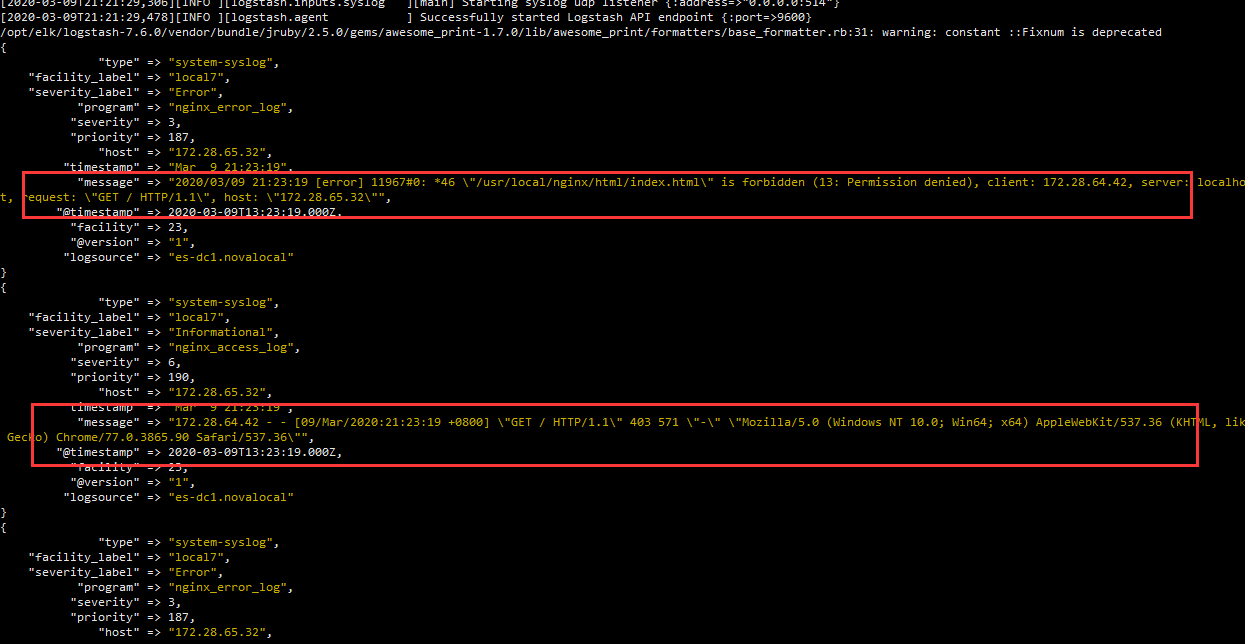 [2020-03-09T21:21:29,306][INFO ][logstash.inputs.syslog   ][main] Starting syslog udp listener {:address=>"0.0.0.0:514"}
[2020-03-09T21:21:29,478][INFO ][logstash.agent           ] Successfully started Logstash API endpoint {:port=>9600}
/opt/elk/logstash-7.6.0/vendor/bundle/jruby/2.5.0/gems/awesome_print-1.7.0/lib/awesome_print/formatters/base_formatter.rb:31: warning: constant ::Fixnum is deprecated
{
"type" => "system-syslog",
"facility_label" => "local7",
"severity_label" => "Error",
"program" => "nginx_error_log",
"severity" => 3,
"priority" => 187,
"host" => "172.28.65.32",
"timestamp" => "Mar  9 21:23:19",
"message" => "2020/03/09 21:23:19 [error] 11967#0: *46 \"/usr/local/nginx/html/index.html\" is forbidden (13: Permission denied), client: 172.28.64.42, server: localhos
t, request: \"GET / HTTP/1.1\", host: \"172.28.65.32\"",
"@timestamp" => 2020-03-09T13:23:19.000Z,
"facility" => 23,
"@version" => "1",
"logsource" => "es-dc1.novalocal"
}
{
"type" => "system-syslog",
"facility_label" => "local7",
"severity_label" => "Informational",
"program" => "nginx_access_log",
"severity" => 6,
"priority" => 190,
"host" => "172.28.65.32",
"timestamp" => "Mar  9 21:23:19",
"message" => "172.28.64.42 - - [09/Mar/2020:21:23:19 +0800] \"GET / HTTP/1.1\" 403 571 \"-\" \"Mozilla/5.0 (Windows NT 10.0; Win64; x64) AppleWebKit/537.36 (KHTML, lik
Gecko) Chrome/77.0.3865.90 Safari/537.36\"",
"@timestamp" => 2020-03-09T13:23:19.000Z,
"facility" => 23,
"@version" => "1",
"logsource" => "es-dc1.novalocal"
}
{
"type" => "system-syslog",
"facility_label" => "local7",
"severity_label" => "Error",
"program" => "nginx_error_log",
"severity" => 3,
"priority" => 187,
"host" => "172.28.65.32",